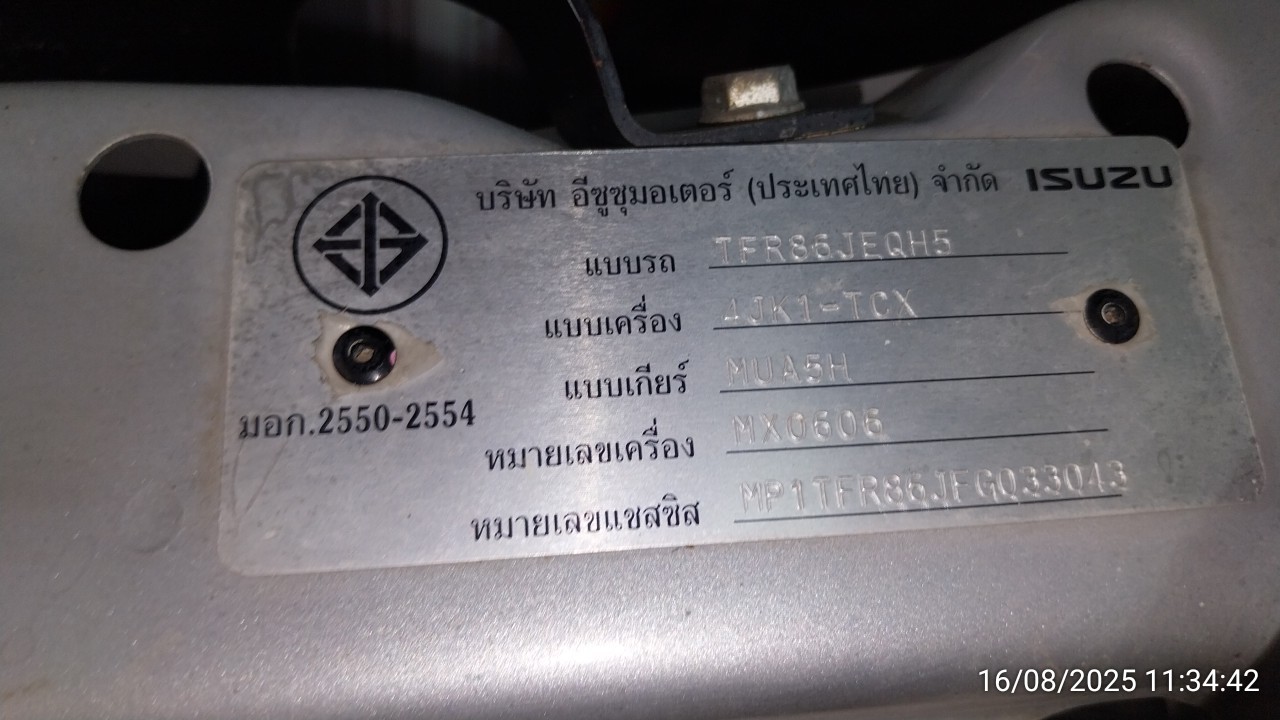 บริษัท อีซูซุมอเตอร์ (ประเทศไทย) จำกัด ISUZU
แบบรถ TFR86JEQH5
แบบเครื่อง 4JK1-TCX
แบบเกียร์ MUA5H
มอก.2550-2554
หมายเลขเครื่อง MX0606
หมายเลขแชสซิส MP1TFR86JFG033043
16/08/2025 11:34:42